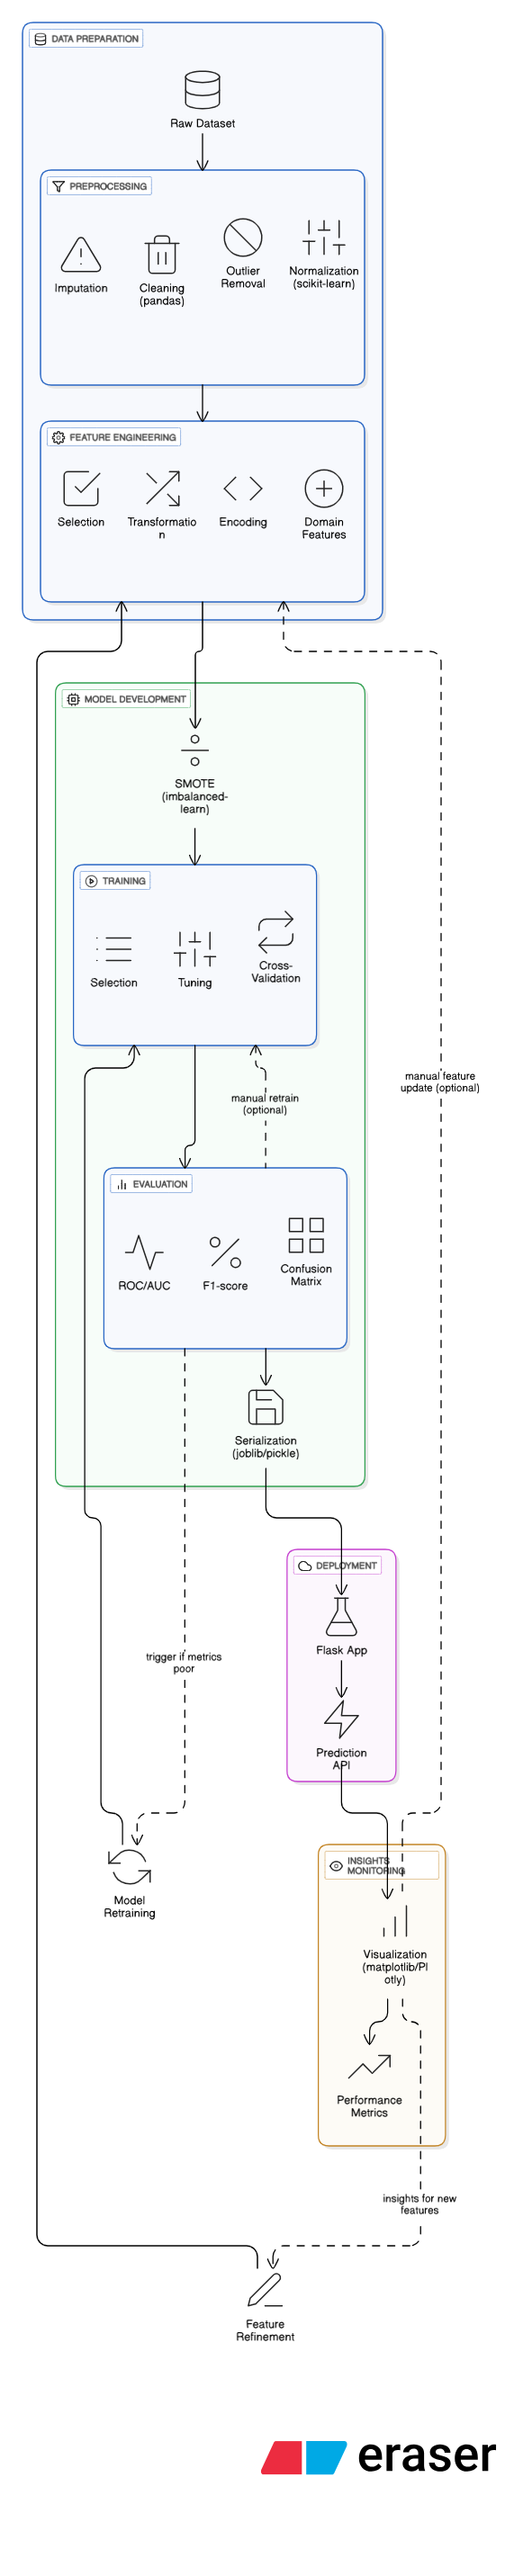 DATA PREPARATION
Raw Dataset
PREPROCESSING
Imputation
Cleaning
(pandas)
Outlier
Removal
Normalization
(scikit-learn)
FEATURE ENGINEERING
Selection
Transformatio
n
Encoding
Domain
Features
MODEL DEVELOPMENT
SMOTE
(imbalanced-
learn)
TRAINING
Selection
Tuning
Cross-
Validation
manual feature
update (optional)
manual retrain
(optional)
EVALUATION
ROC/AUC
F1-score
Confusion
Matrix
Serialization
(joblib/pickle)
DEPLOYMENT
Flask App
trigger if metrics
poor
Prediction
API
INSIGHTS
MONITORING
Model
Retraining
Visualization
(matplotlib/Pl
otly)
Performance
Metrics
insights for new
features
Feature
Refinement
eraser